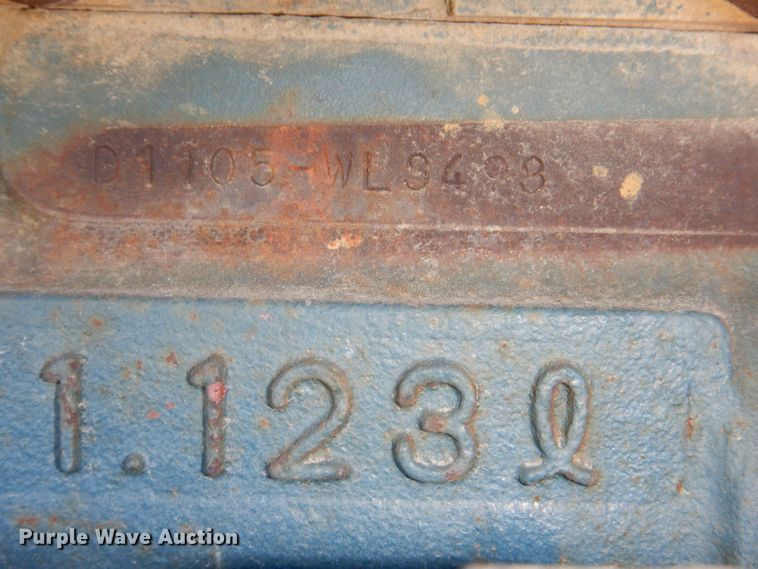 D1105-WL3493
1.123ℓ
Purple Wave Auction